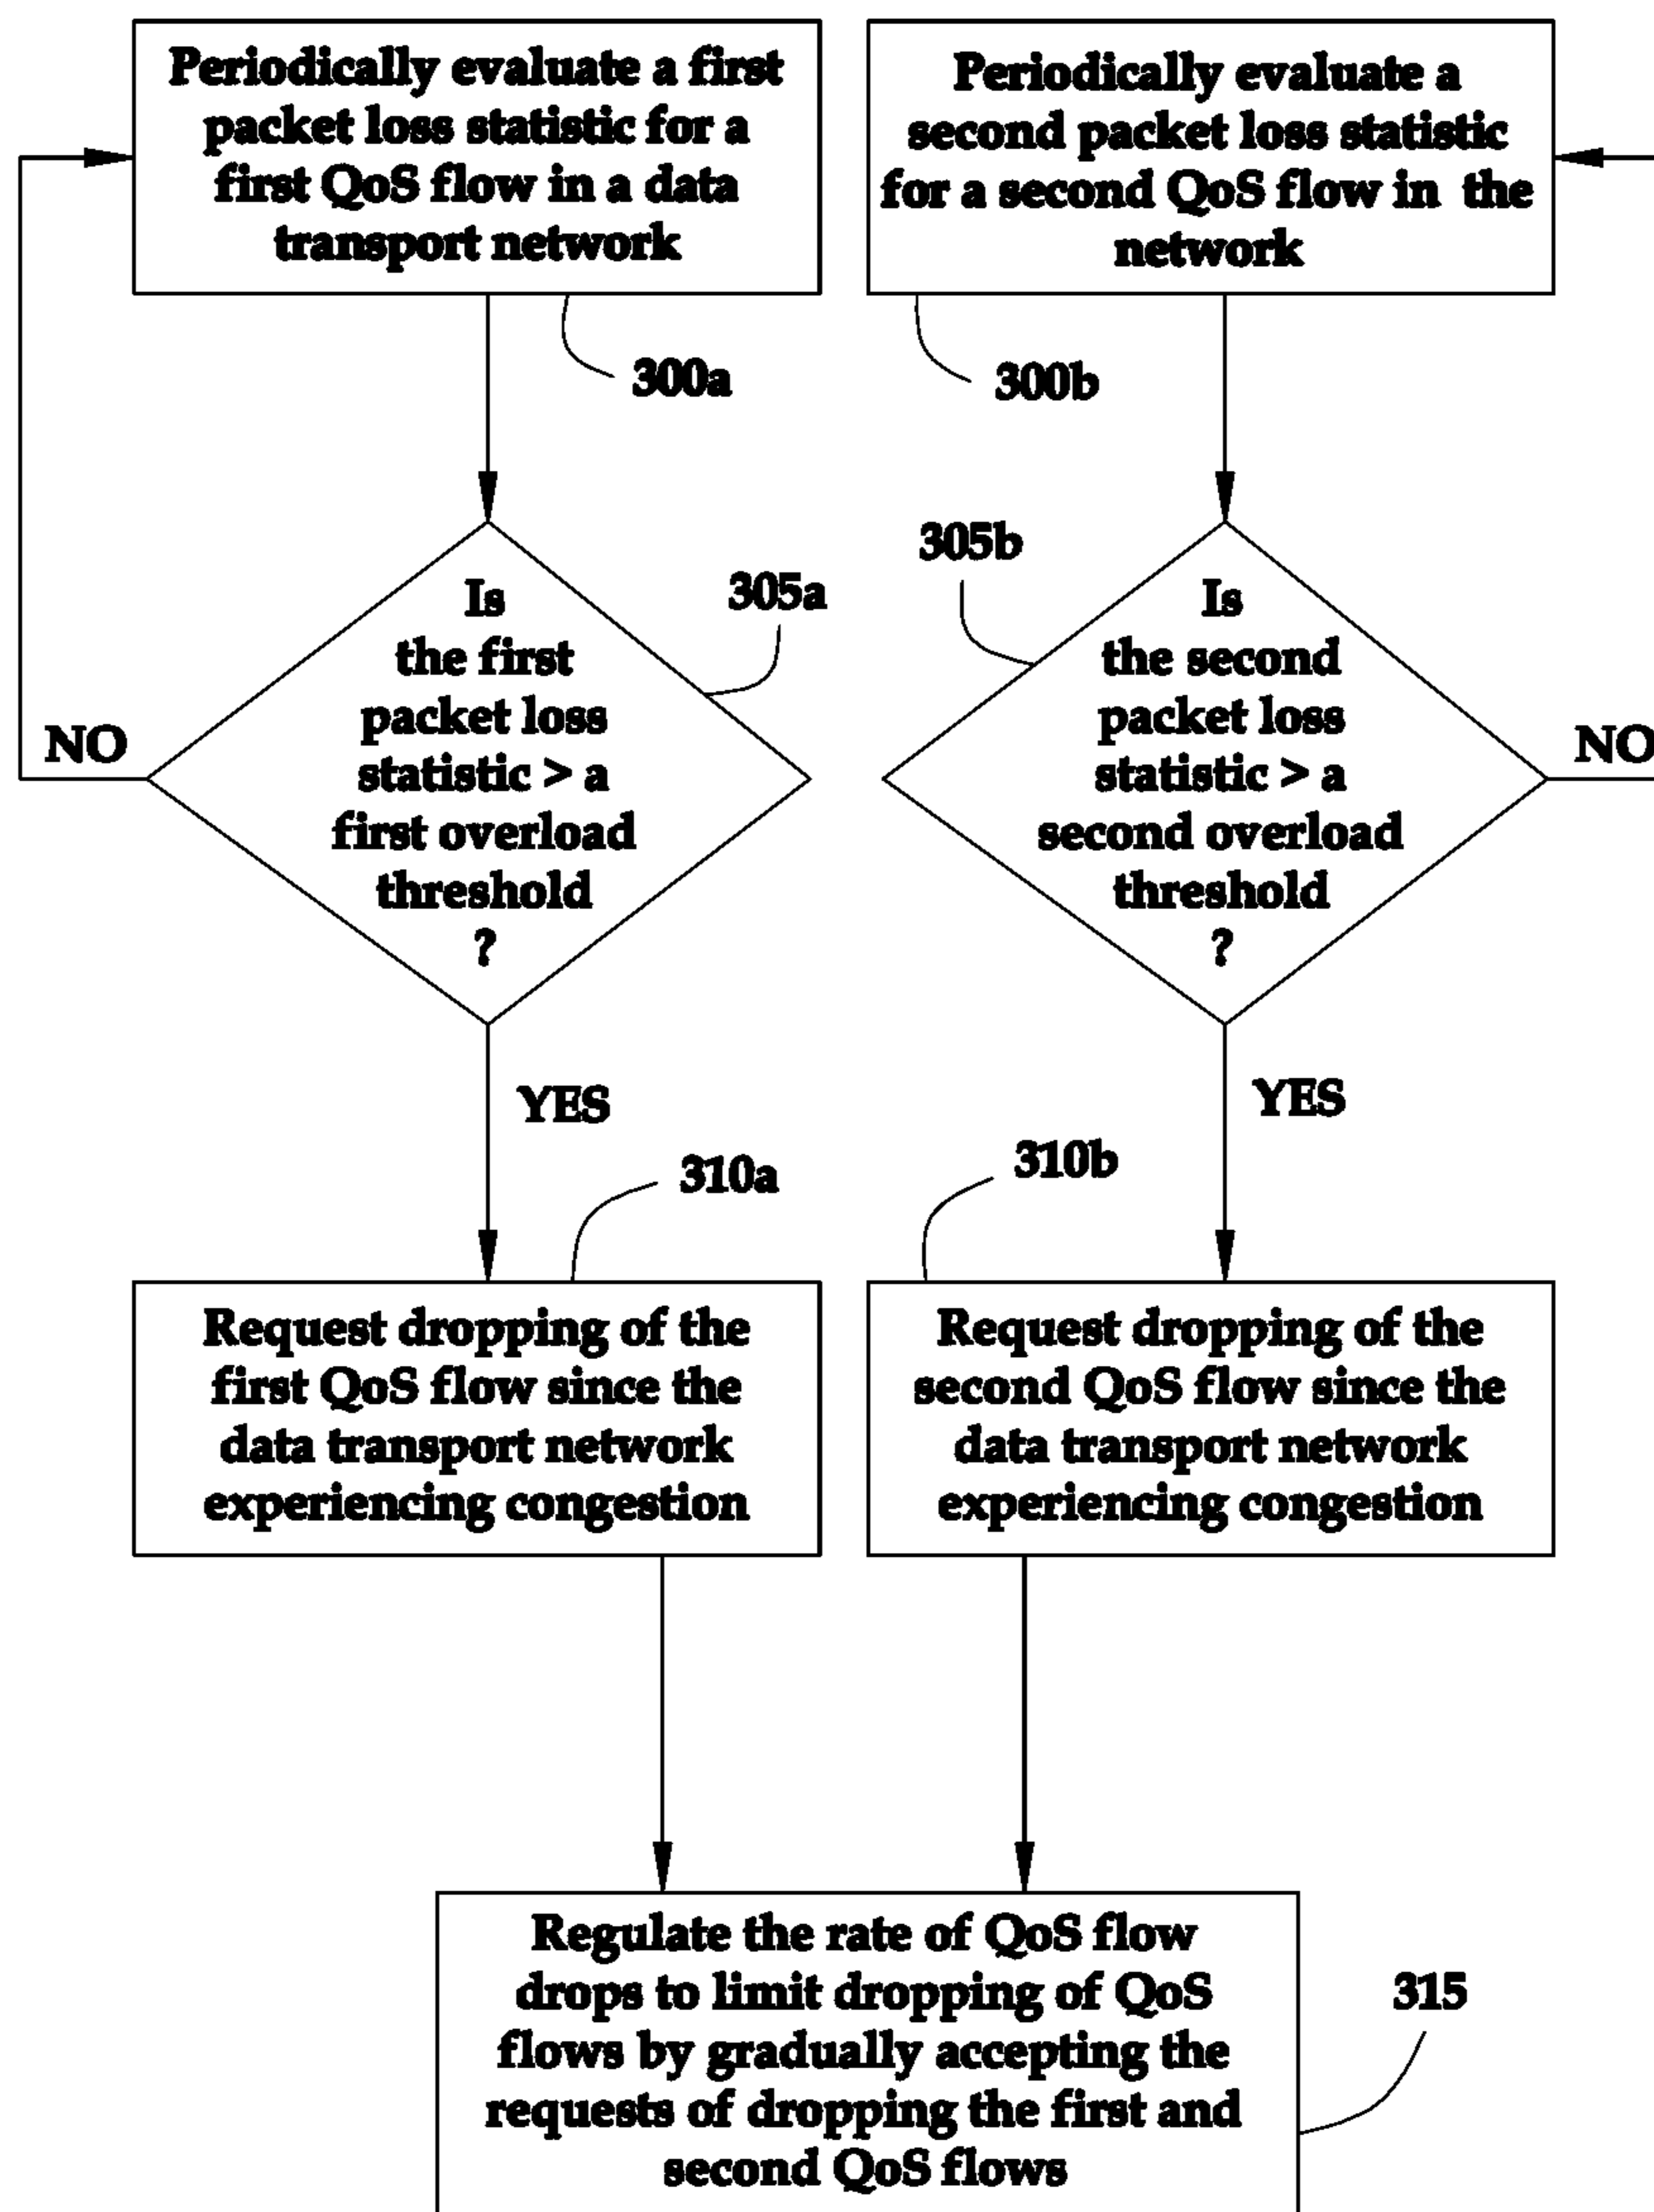 Periodically evaluate a first
packet loss statistic for a
first QoS flow in a data
transport network
300a
Is
the first
packet loss
statistic > a
first overload
threshold
?
305a
NO
YES
310a
Request dropping of the
first QoS flow since the
data transport network
experiencing congestion
Periodically evaluate a
second packet loss statistic
for a second QoS flow in the
network
300b
305b
Is
the second
packet loss
statistic > a
second overload
threshold
?
NO
YES
310b
Request dropping of the
second QoS flow since the
data transport network
experiencing congestion
Regulate the rate of QoS flow
drops to limit dropping of QoS
flows by gradually accepting the
requests of dropping the first and
second QoS flows
315